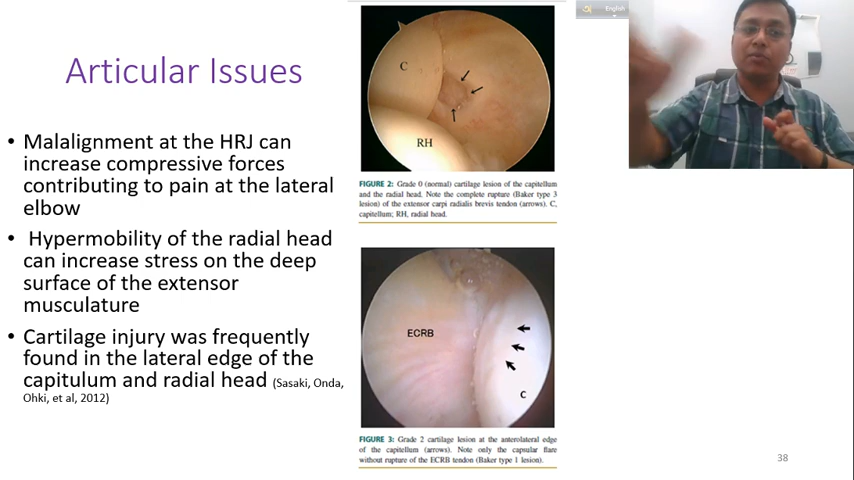 Articular Issues
• Malalignment at the HRJ can
increase compressive forces
contributing to pain at the lateral
elbow
• Hypermobility of the radial head
can increase stress on the deep
surface of the extensor
musculature
• Cartilage injury was frequently
found in the lateral edge of the
capitulum and radial head (Sasaki, Onda,
Ohki, et al, 2012)
C
RH
FIGURE 2: Grade 0 (normal) cartilage lesion of the capitellum
and the radial head. Note the complete rupture (Baker type 3
lesion) of the extensor carpi radialis brevis tendon (arrows). C,
capitellum; RH, radial head.
ECRB
C
FIGURE 3: Grade 2 cartilage lesion at the anterolateral edge
of the capitellum (arrows). Note only the capsular flare
without rupture of the ECRB tendon (Baker type 1 lesion).
English
38